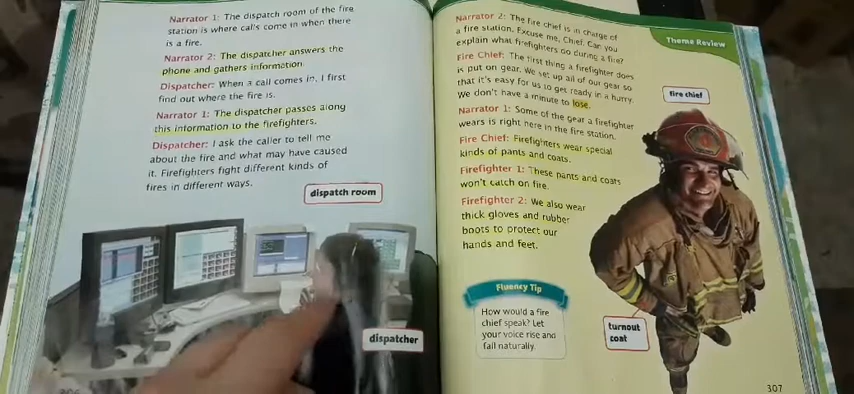 Narrator 1: The dispatch room of the fire
station is where calls come in when there
is a fire.
Narrator 2: The dispatcher answers the
phone and gathers information.
Dispatcher: When a call comes in, I first
find out where the fire is.
Narrator 1: The dispatcher passes along
this information to the firefighters.
Dispatcher: I ask the caller to tell me
about the fire and what may have caused
it. Firefighters fight different kinds of
fires in different ways.
dispatch room
dispatcher
306
Narrator 2: The fire chief is in charge of
a fire station. Excuse me, Chief. Can you
explain what firefighters do during a fire?
Fire Chief: The first thing a firefighter does
is put on gear. We set up all of our gear so
that it's easy for us to get ready in a hurry.
We don't have a minute to lose.
Narrator 1: Some of the gear a firefighter
wears is right here in the fire station.
Fire Chief: Firefighters wear special
kinds of pants and coats.
Firefighter 1: These pants and coats
won't catch on fire.
Firefighter 2: We also wear
thick gloves and rubber
boots to protect our
hands and feet.
Theme Review
fire chief
Fluency Tip
How would a fire
chief speak? Let
your voice rise and
fall naturally.
turnout
coat
307